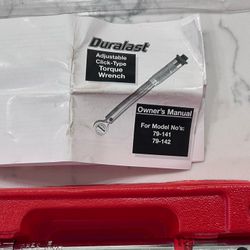 Duralast
Adjustable
Click-Type
Torque
Wrench
Owner's Manual
For Model No's:
79-141
79-142